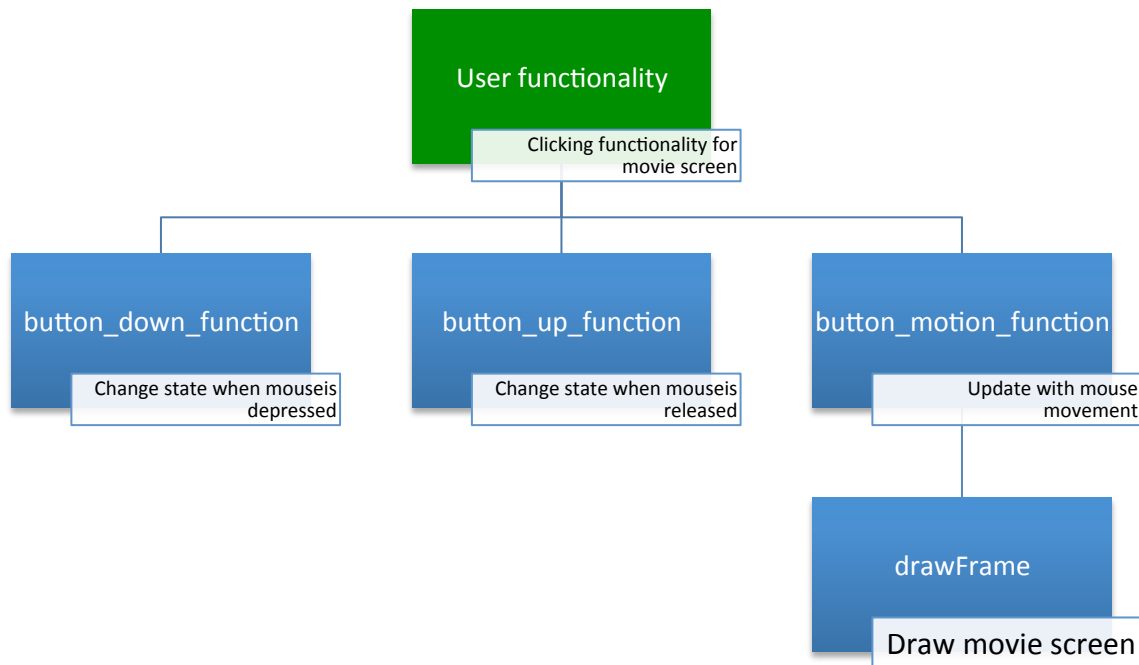 User functionality
Clicking functionality for
movie screen
button_down_function
Change state when mouseis
depressed
button_up_function
Change state when mouseis
released
button_motion_function
Update with mouse
movement
drawFrame
Draw movie screen